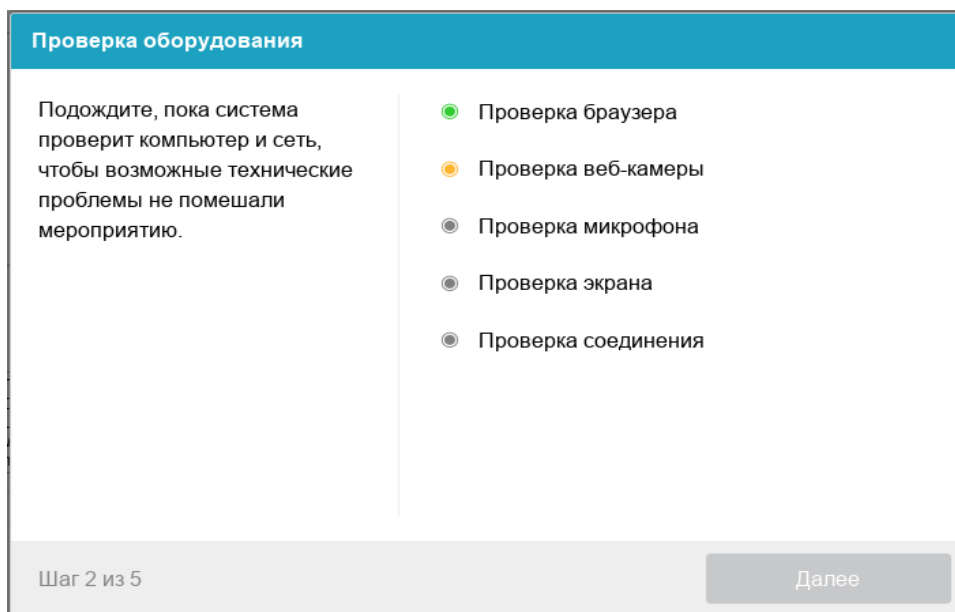 Проверка оборудования
Подождите, пока система
проверит компьютер и сеть,
чтобы возможные технические
проблемы не помешали
мероприятию.
Проверка браузера
Проверка веб-камеры
Проверка микрофона
Проверка экрана
Проверка соединения
Шаг 2 из 5
Далее